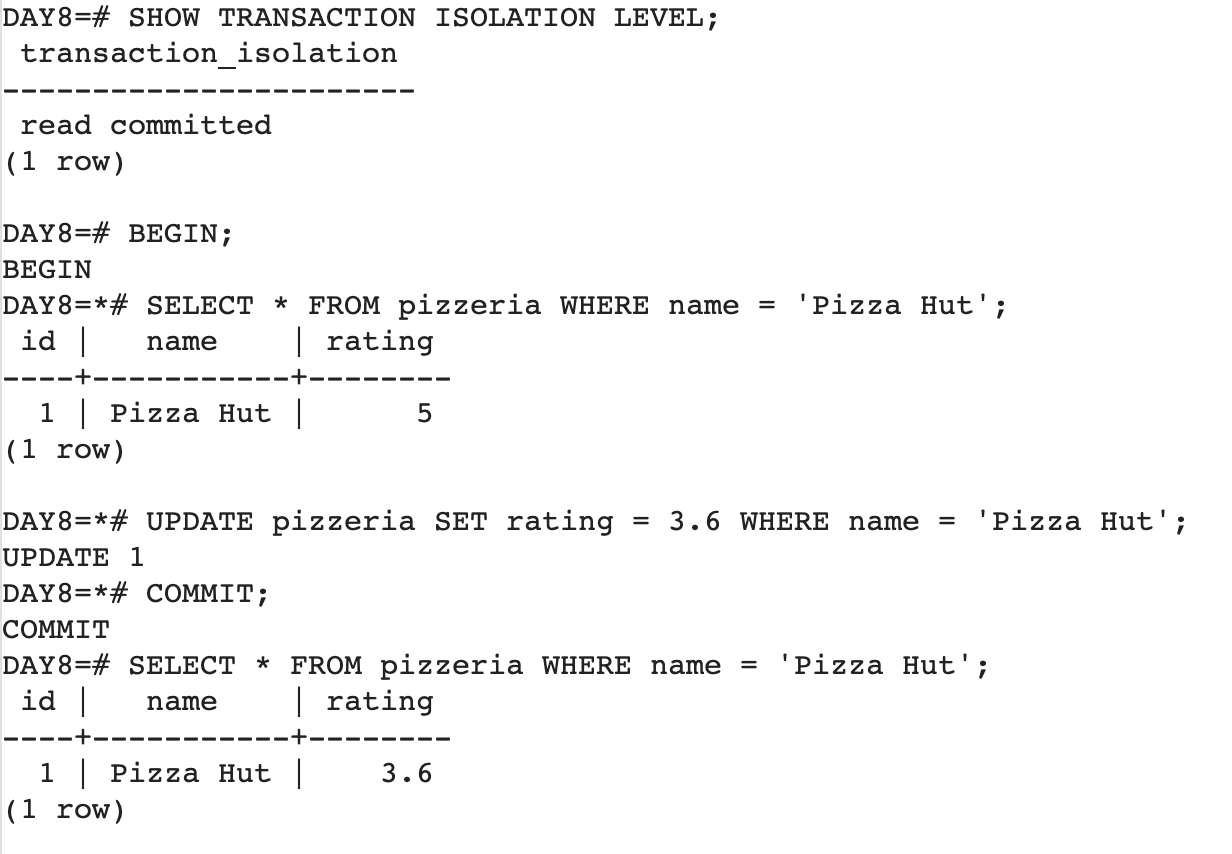 DAY8=# SHOW TRANSACTION ISOLATION LEVEL;
 transaction_isolation
-----------------------
 read committed
(1 row)

DAY8=# BEGIN;
BEGIN
DAY8=*# SELECT * FROM pizzeria WHERE name = 'Pizza Hut';
 id |   name    | rating
----+-----------+--------
  1 | Pizza Hut |      5
(1 row)

DAY8=*# UPDATE pizzeria SET rating = 3.6 WHERE name = 'Pizza Hut';
UPDATE 1
DAY8=*# COMMIT;
COMMIT
DAY8=# SELECT * FROM pizzeria WHERE name = 'Pizza Hut';
 id |   name    | rating
----+-----------+--------
  1 | Pizza Hut |    3.6
(1 row)